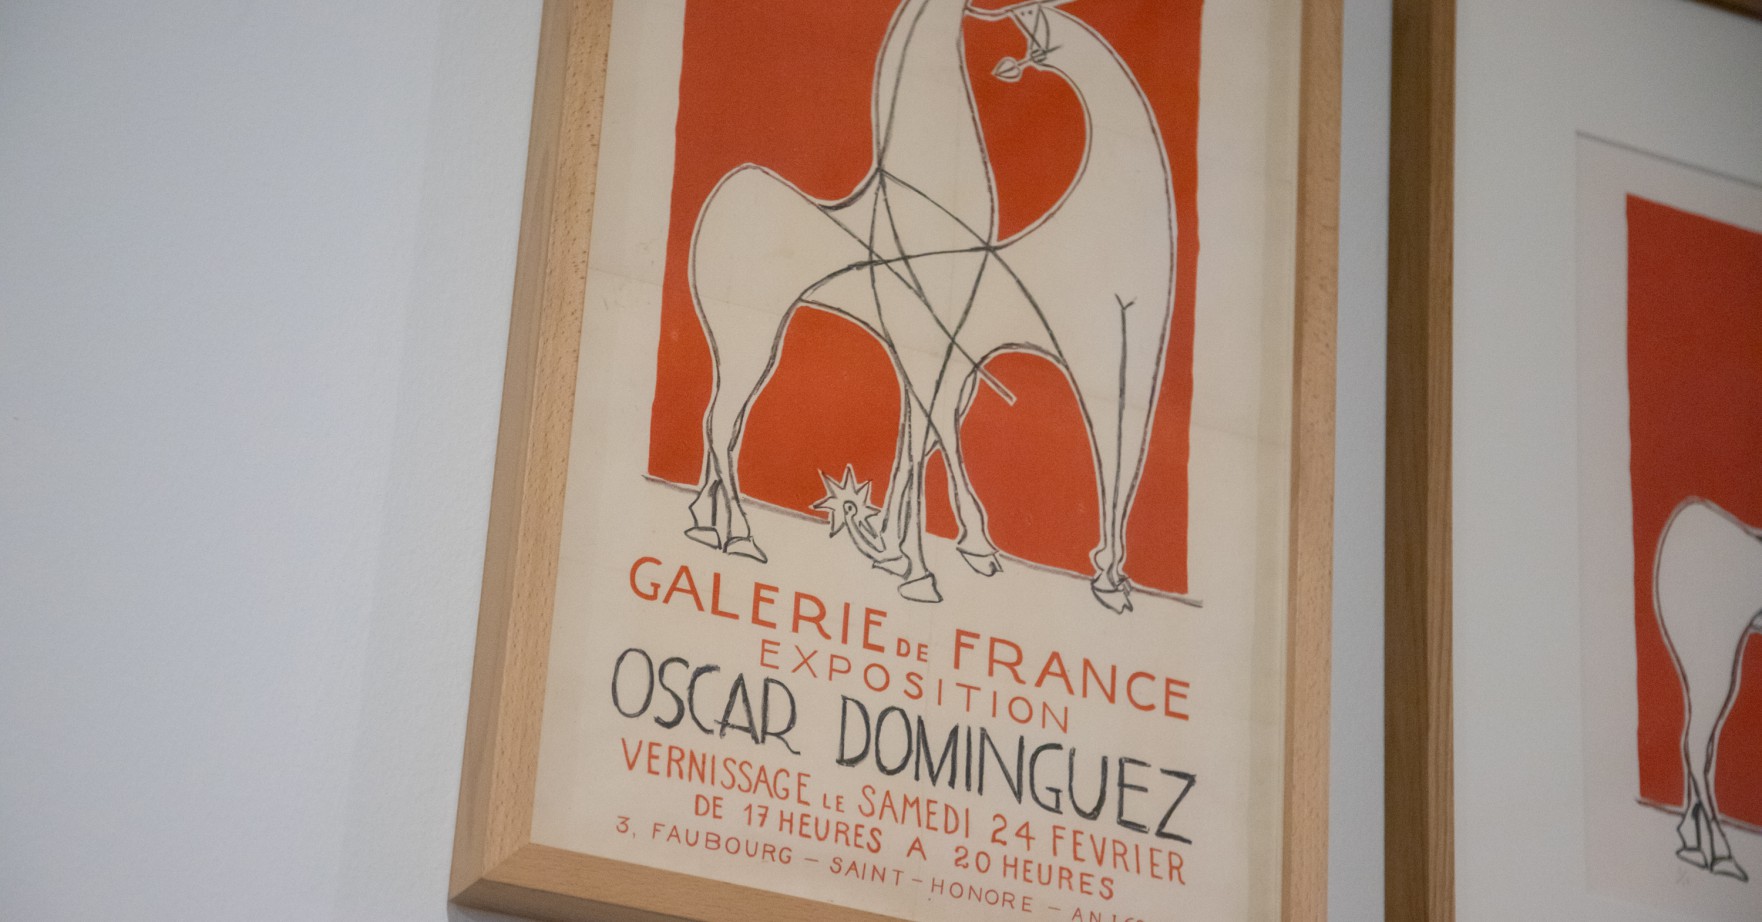 GALERIE DE FRANCE
EXPOSITION
OSCAR DOMINGUEZ
VERNISSAGE LE SAMEDI 24 FEVRIER
DE 17 HEURES A 20 HEURES
3, FAUBOURG - SAINT - HONORE -